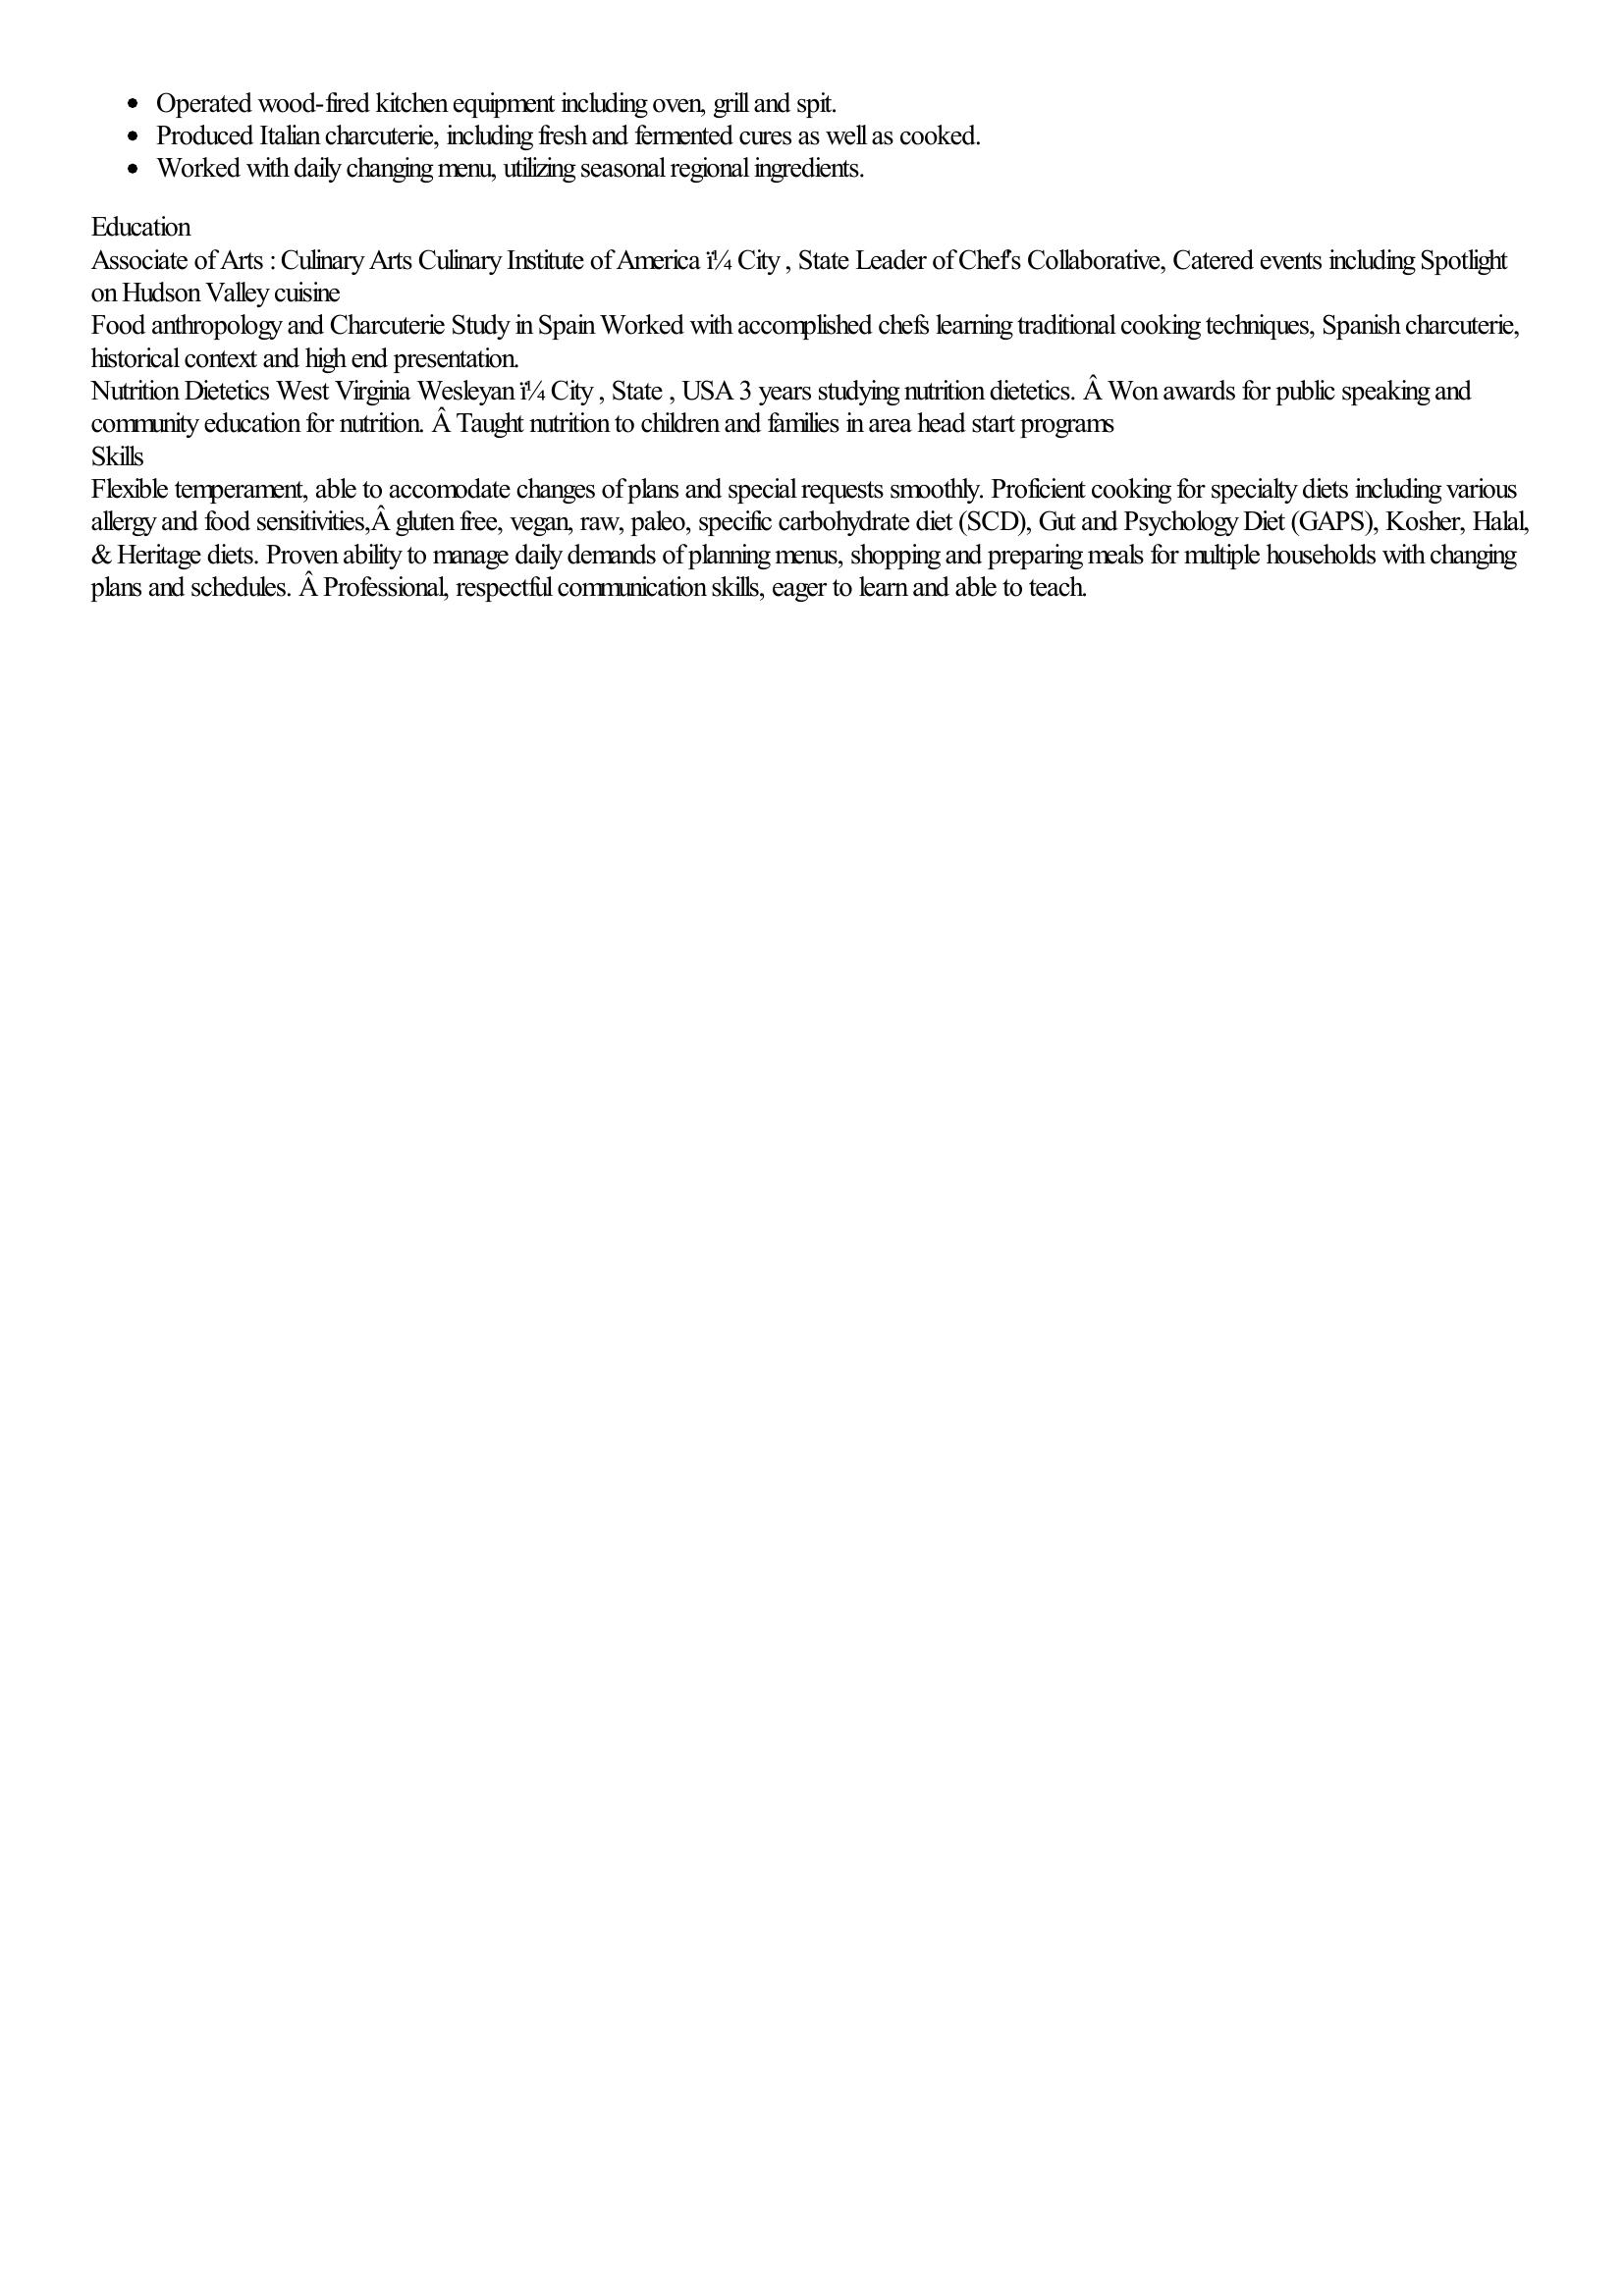 • Operated wood-fired kitchen equipment including oven, grill and spit.
• Produced Italian charcuterie, including fresh and fermented cures as well as cooked.
• Worked with daily changing menu, utilizing seasonal regional ingredients.
Education
Associate of Arts : Culinary Arts Culinary Institute of America ï¼ City , State Leader of Chef's Collaborative, Catered events including Spotlight
on Hudson Valley cuisine
Food anthropology and Charcuterie Study in Spain Worked with accomplished chefs learning traditional cooking techniques, Spanish charcuterie,
historical context and high end presentation.
Nutrition Dietetics West Virginia Wesleyan ï¼ City , State , USA 3 years studying nutrition dietetics. Â Won awards for public speaking and
community education for nutrition. Â Taught nutrition to children and families in area head start programs
Skills
Flexible temperament, able to accomodate changes of plans and special requests smoothly. Proficient cooking for specialty diets including various
allergy and food sensitivities,Â gluten free, vegan, raw, paleo, specific carbohydrate diet (SCD), Gut and Psychology Diet (GAPS), Kosher, Halal,
& Heritage diets. Proven ability to manage daily demands of planning menus, shopping and preparing meals for multiple households with changing
plans and schedules. Â Professional, respectful communication skills, eager to learn and able to teach.